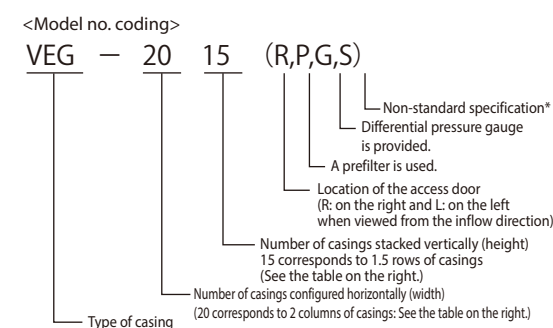 <Model no. coding>
VEG － 20 15 (R,P,G,S)
Non-standard specification*
Differential pressure gauge
is provided.
A prefilter is used.
Location of the access door
(R: on the right and L: on the left
when viewed from the inflow direction)
Number of casings stacked vertically (height)
15 corresponds to 1.5 rows of casings
(See the table on the right.)
Number of casings configured horizontally (width)
(20 corresponds to 2 columns of casings: See the table on the right.)
Type of casing